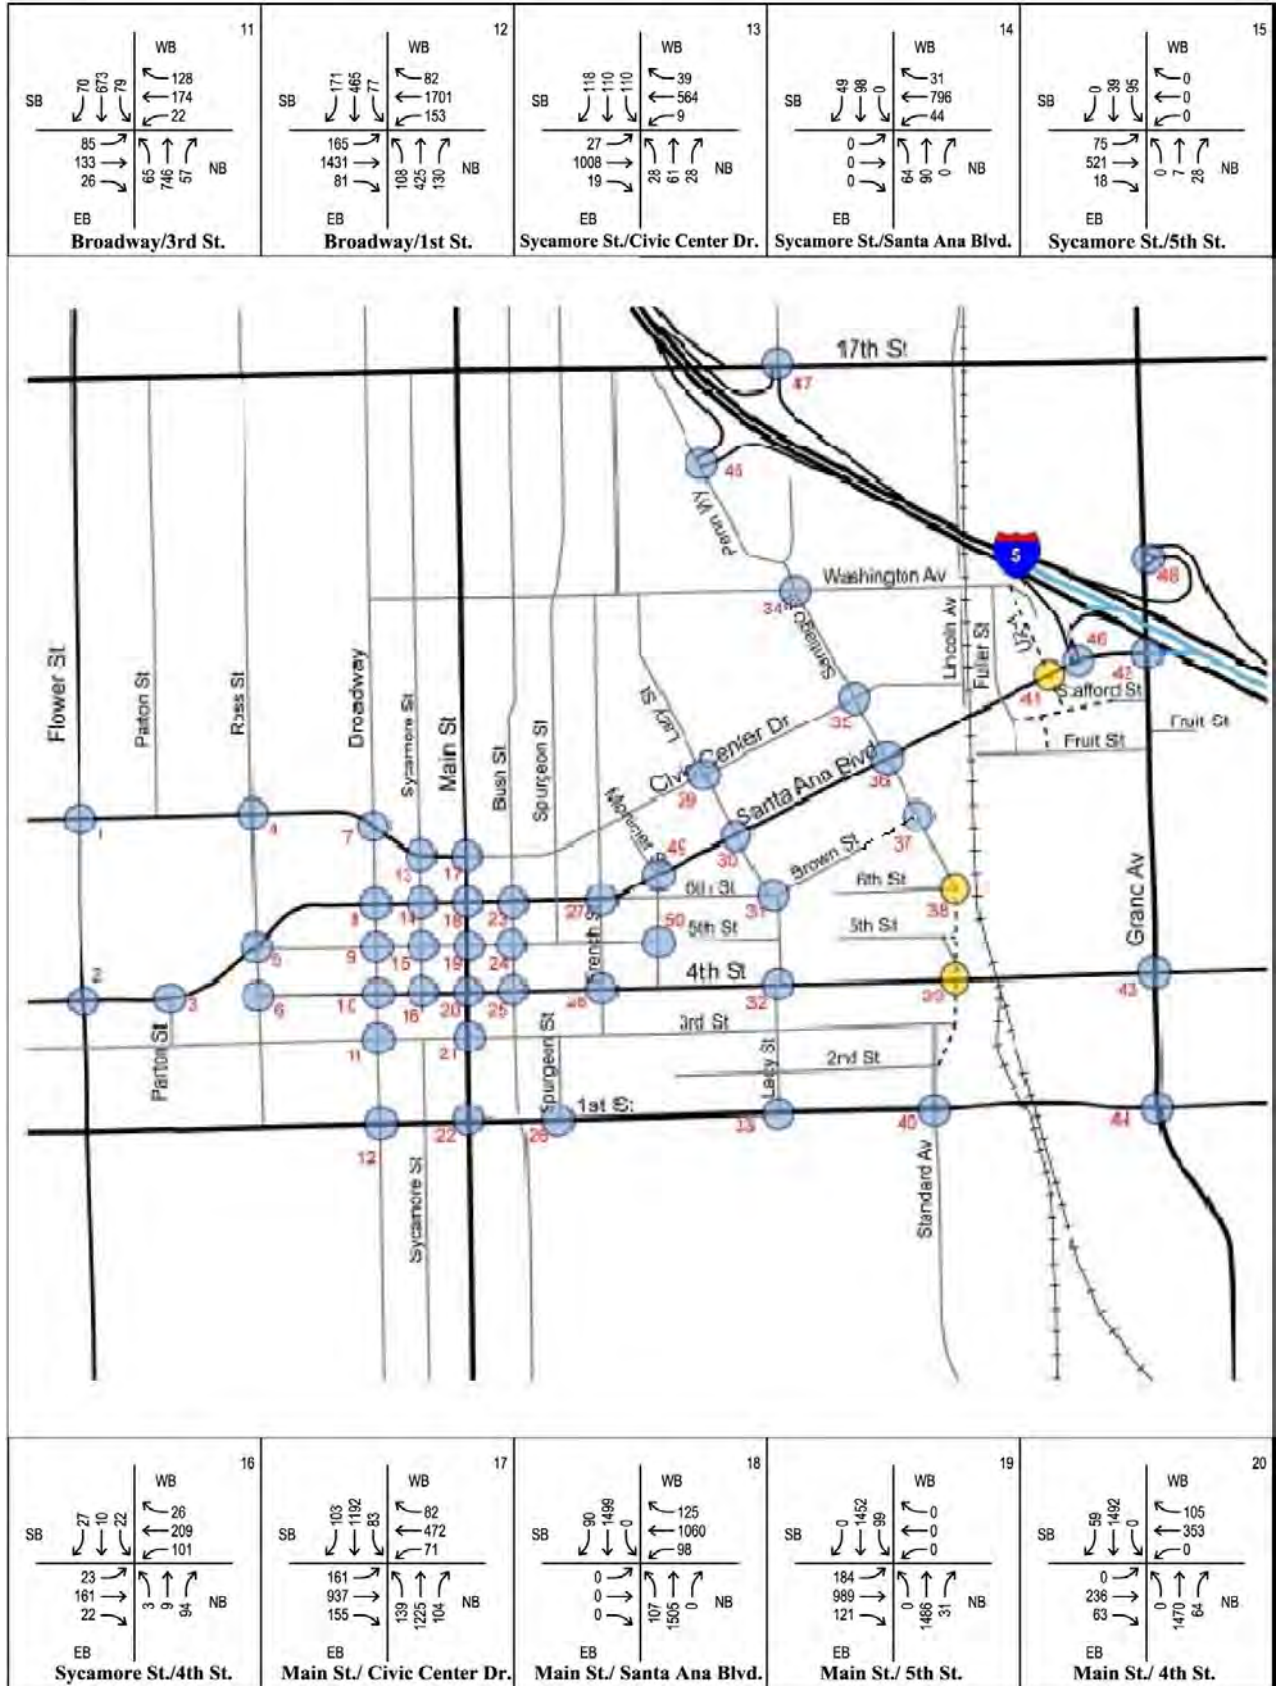 11
WB
SB
70 673 79
128
174
22
85
133
26
65 746 57
NB
EB
Broadway/3rd St.
12
WB
SB
171 465 77
82
1701
153
165
1431
81
108 425 130
NB
EB
Broadway/1st St.
13
WB
SB
118 110 110
39
564
9
27
1008
19
28 61 28
NB
EB
Sycamore St./Civic Center Dr.
14
WB
SB
49 98 0
31
796
44
0
0
0
64 90 0
NB
EB
Sycamore St./Santa Ana Blvd.
15
WB
SB
0 39 95
0
0
0
75
521
18
0 7 28
NB
EB
Sycamore St./5th St.
17th St
47
45
Penn Wy
5
48
Washington Av
34
Santiago
Lincoln Av
Fuller St
46
42
41
Stafford St
Fruit St
Fruit St
Flower St
Parton St
Ross St
Broadway
Sycamore St
Main St
Bush St
Spurgeon St
Lacy St
Civic Center Dr
35
Santa Ana Blvd
36
29
1
4
7
13
17
49
30
Brown St
37
8
14
18
23
27
6th St
31
6th St
38
Grand Av
5
9
15
19
24
French St
50
5th St
5th St
3
6
10
16
20
25
4th St
32
39
43
Parton St
11
21
3rd St
2nd St
Spurgeon St
Lacy St
1st St
12
22
26
33
40
44
Sycamore St
Standard Av
16
WB
SB
27 10 22
26
209
101
23
161
22
3 9 94
NB
EB
Sycamore St./4th St.
17
WB
SB
103 1192 83
82
472
71
161
937
155
139 1225 104
NB
EB
Main St./ Civic Center Dr.
18
WB
SB
90 1499 0
125
1060
98
0
0
0
107 1505 0
NB
EB
Main St./ Santa Ana Blvd.
19
WB
SB
0 1452 99
0
0
0
184
989
121
0 1486 31
NB
EB
Main St./ 5th St.
20
WB
SB
59 1492 0
105
353
0
0
236
63
0 1470 64
NB
EB
Main St./ 4th St.